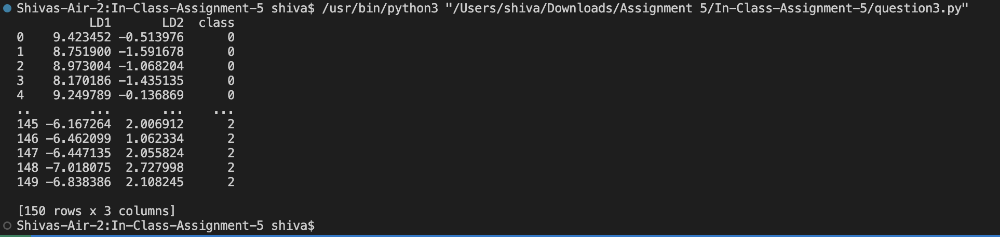 Shivas-Air-2:In-Class-Assignment-5 shiva$ /usr/bin/python3 "/Users/shiva/Downloads/Assignment 5/In-Class-Assignment-5/question3.py"
          LD1       LD2  class
0    9.423452 -0.513976      0
1    8.751900 -1.591678      0
2    8.973004 -1.068204      0
3    8.170186 -1.435135      0
4    9.249789 -0.136869      0
..        ...       ...    ...
145 -6.167264  2.006912      2
146 -6.462099  1.062334      2
147 -6.447135  2.055824      2
148 -7.018075  2.727998      2
149 -6.838386  2.108245      2
[150 rows x 3 columns]
Shivas-Air-2:In-Class-Assignment-5 shiva$